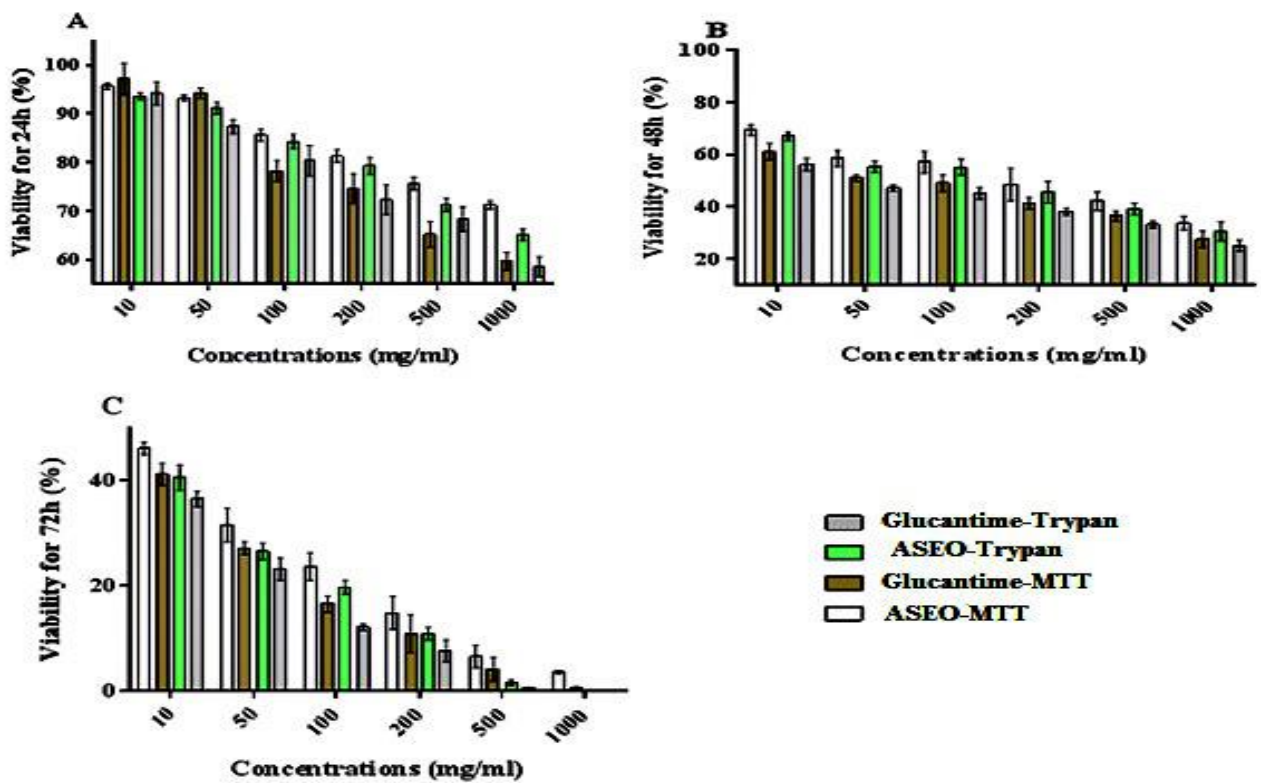 A
Viability for 24h (%)
100
90
80
70
60
10
50
100
200
500
1000
Concentrations (mg/ml)
B
Viability for 48h (%)
100
80
60
40
20
10
50
100
200
500
1000
Concentrations (mg/ml)
C
Viability for 72h (%)
40
20
0
10
50
100
200
500
1000
Concentrations (mg/ml)
Glucantime-Trypan
ASEO-Trypan
Glucantime-MTT
ASEO-MTT